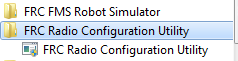 FRC FMS Robot Simulator
FRC Radio Configuration Utility
FRC Radio Configuration Utility